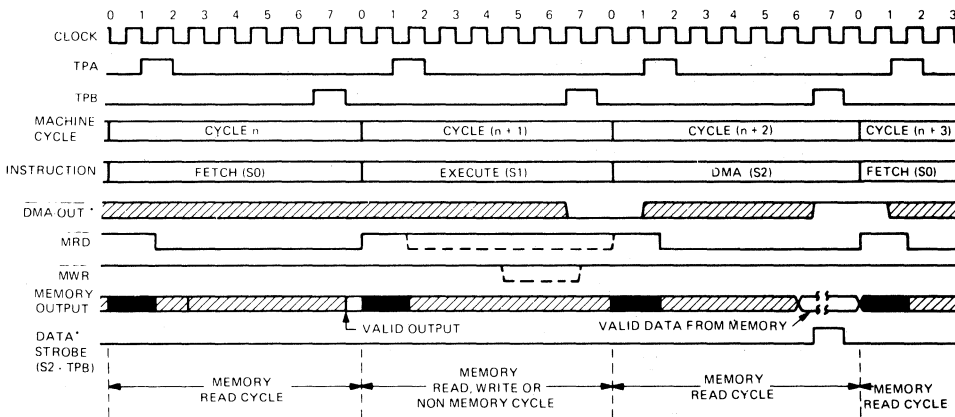 0 1 2 3 4 5 6 7 0 1 2 3 4 5 6 7 0 1 2 3 4 5 6 7 0 1 2 3
CLOCK
TPA
TPB
MACHINE
CYCLE
CYCLE n
CYCLE (n + 1)
CYCLE (n + 2)
CYCLE (n + 3)
INSTRUCTION
FETCH (S0)
EXECUTE (S1)
DMA (S2)
FETCH (S0)
DMA OUT *
MRD
MWR
MEMORY
OUTPUT
VALID OUTPUT
VALID DATA FROM MEMORY
DATA*
STROBE
(S2 · TPB)
MEMORY
READ CYCLE
MEMORY
READ, WRITE OR
NON MEMORY CYCLE
MEMORY
READ CYCLE
MEMORY
READ CYCLE